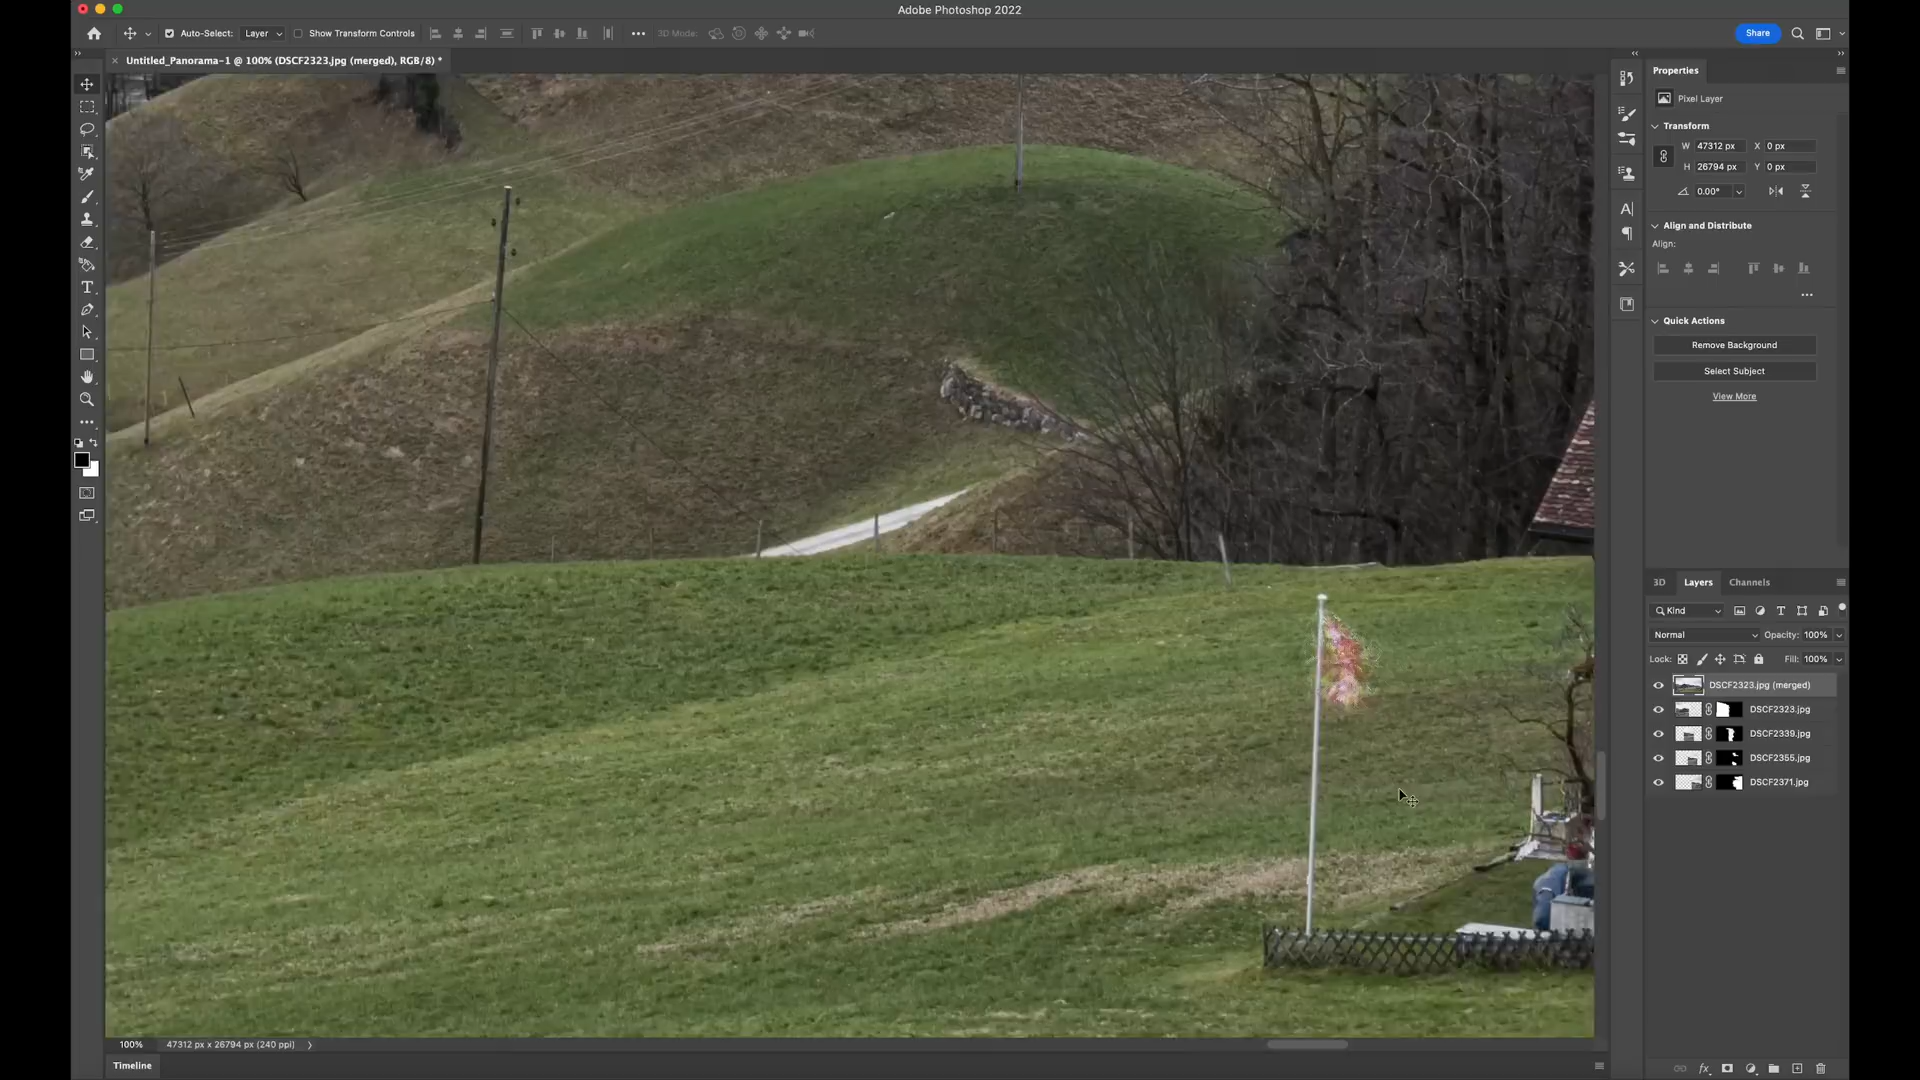 Adobe Photoshop 2022
Auto-Select: Layer Show Transform Controls 3D Mode: Share
Untitled_Panorama-1 @ 100% (DSCF2323.jpg (merged), RGB/8) *
Properties
Pixel Layer
Transform
W 47312 px X 0 px
H 26794 px Y 0 px
0.00°
Align and Distribute
Align:
Quick Actions
Remove Background
Select Subject
View More
3D Layers Channels
Kind
Normal Opacity: 100%
Lock: Fill: 100%
DSCF2323.jpg (merged)
DSCF2323.jpg
DSCF2339.jpg
DSCF2355.jpg
DSCF2371.jpg
100% 47312 px x 26794 px (240 ppi)
Timeline